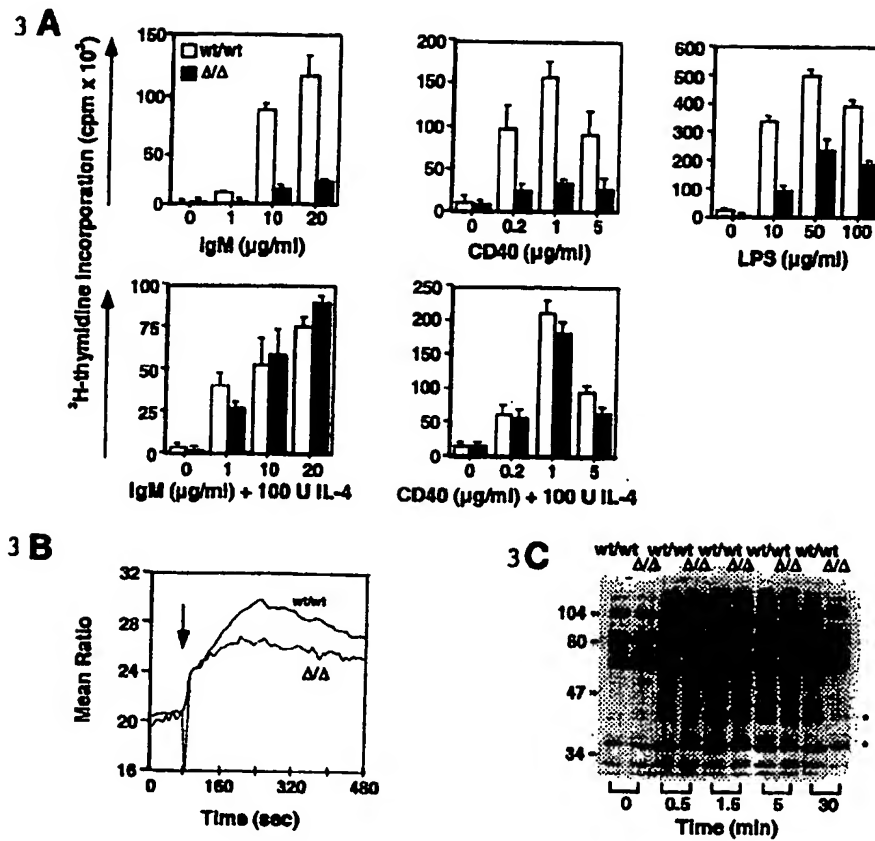 3 A
³H-thymidine incorporation (cpm x 10³)
wt/wt
Δ/Δ
150
100
50
0
0 1 10 20
IgM (µg/ml)
200
150
100
50
0
0 0.2 1 5
CD40 (µg/ml)
600
500
400
300
200
100
0
0 10 50 100
LPS (µg/ml)
100
75
50
25
0
0 1 10 20
IgM (µg/ml) + 100 U IL-4
250
200
150
100
50
0
0 0.2 1 5
CD40 (µg/ml) + 100 U IL-4
3 B
Mean Ratio
32
28
24
20
16
wt/wt
Δ/Δ
0 160 320 480
Time (sec)
3 C
wt/wt wt/wt wt/wt wt/wt wt/wt
Δ/Δ Δ/Δ Δ/Δ Δ/Δ Δ/Δ
104
80
47
34
0 0.5 1.5 5 30
Time (min)